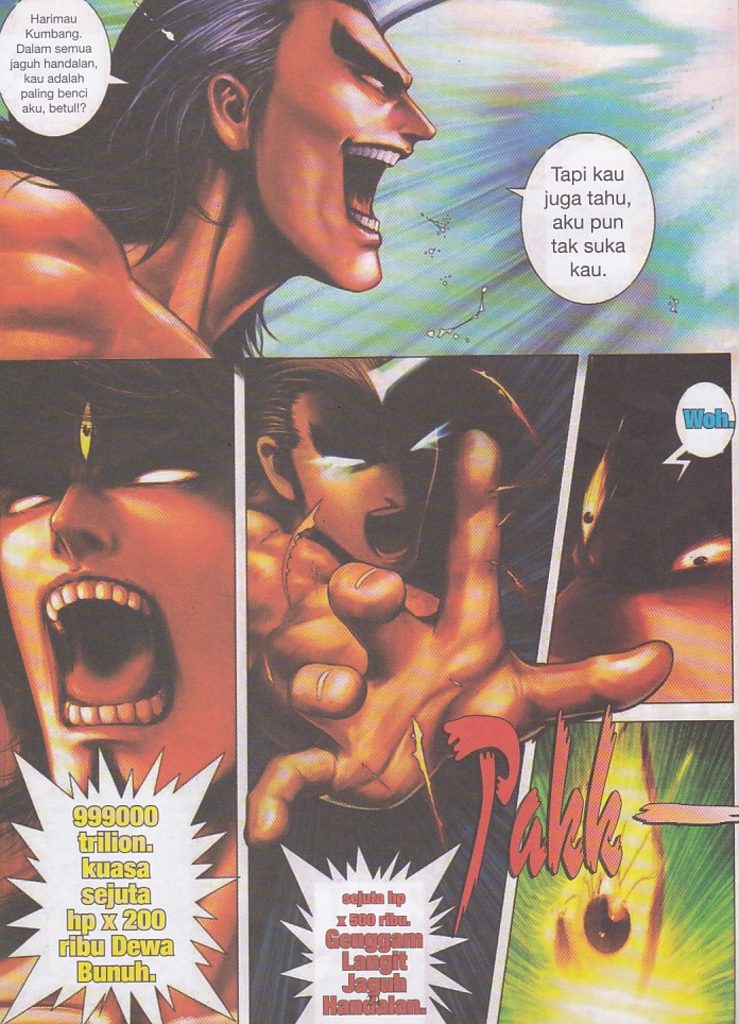 Harimau
Kumbang.
Dalam semua
jaguh handalan,
kau adalah
paling benci
aku, betul!?
Tapi kau
juga tahu,
aku pun
tak suka
kau.
999000
trilion.
kuasa
sejuta
hp x 200
ribu Dewa
Bunuh.
sejuta hp
x 500 ribu.
Genggam
Langit
Jaguh
Handalan.
Woh.
Pakk